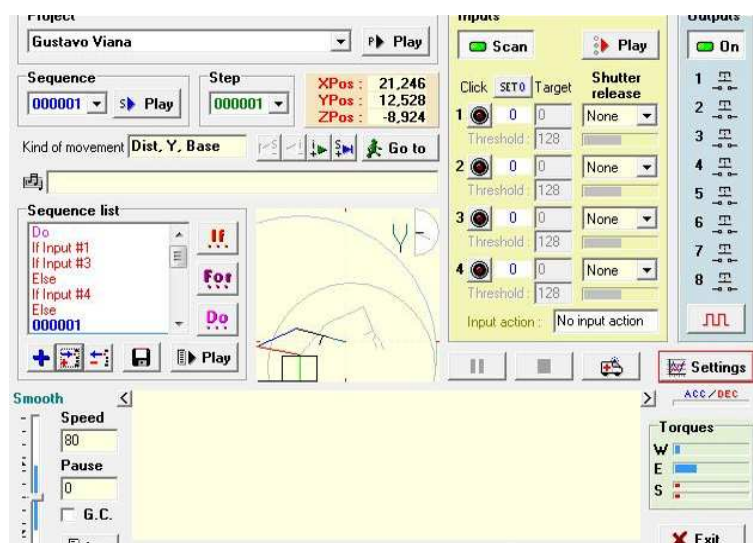 Project
Gustavo Viana
P Play
Sequence
000001
S Play
Step
000001
XPos : 21,246
YPos : 12,528
ZPos : -8,924
Kind of movement Dist, Y, Base
Go to
Sequence list
Do
If Input #1
If Input #3
Else
If Input #4
Else
000001
If
For
Do
Play
Inputs
Scan
Play
Click SET 0 Target Shutter release
1 0 0 None
Threshold : 128
2 0 0 None
Threshold : 128
3 0 0 None
Threshold : 128
4 0 0 None
Threshold : 128
Input action : No input action
Outputs
On
1
2
3
4
5
6
7
8
Settings
Smooth
Speed
80
Pause
0
G.C.
ACC/DEC
Torques
W
E
S
Exit